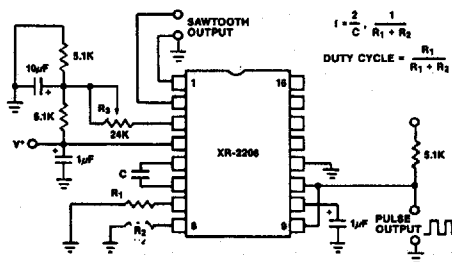 SAWTOOTH
OUTPUT
f = 2/C · 1/(R1 + R2)
DUTY CYCLE = R1/(R1 + R2)
5.1K
10μF
+
5.1K
R3
24K
V+
+
1μF
C
R1
R2
1
16
XR-2206
8
9
5.1K
+
1μF
PULSE
OUTPUT